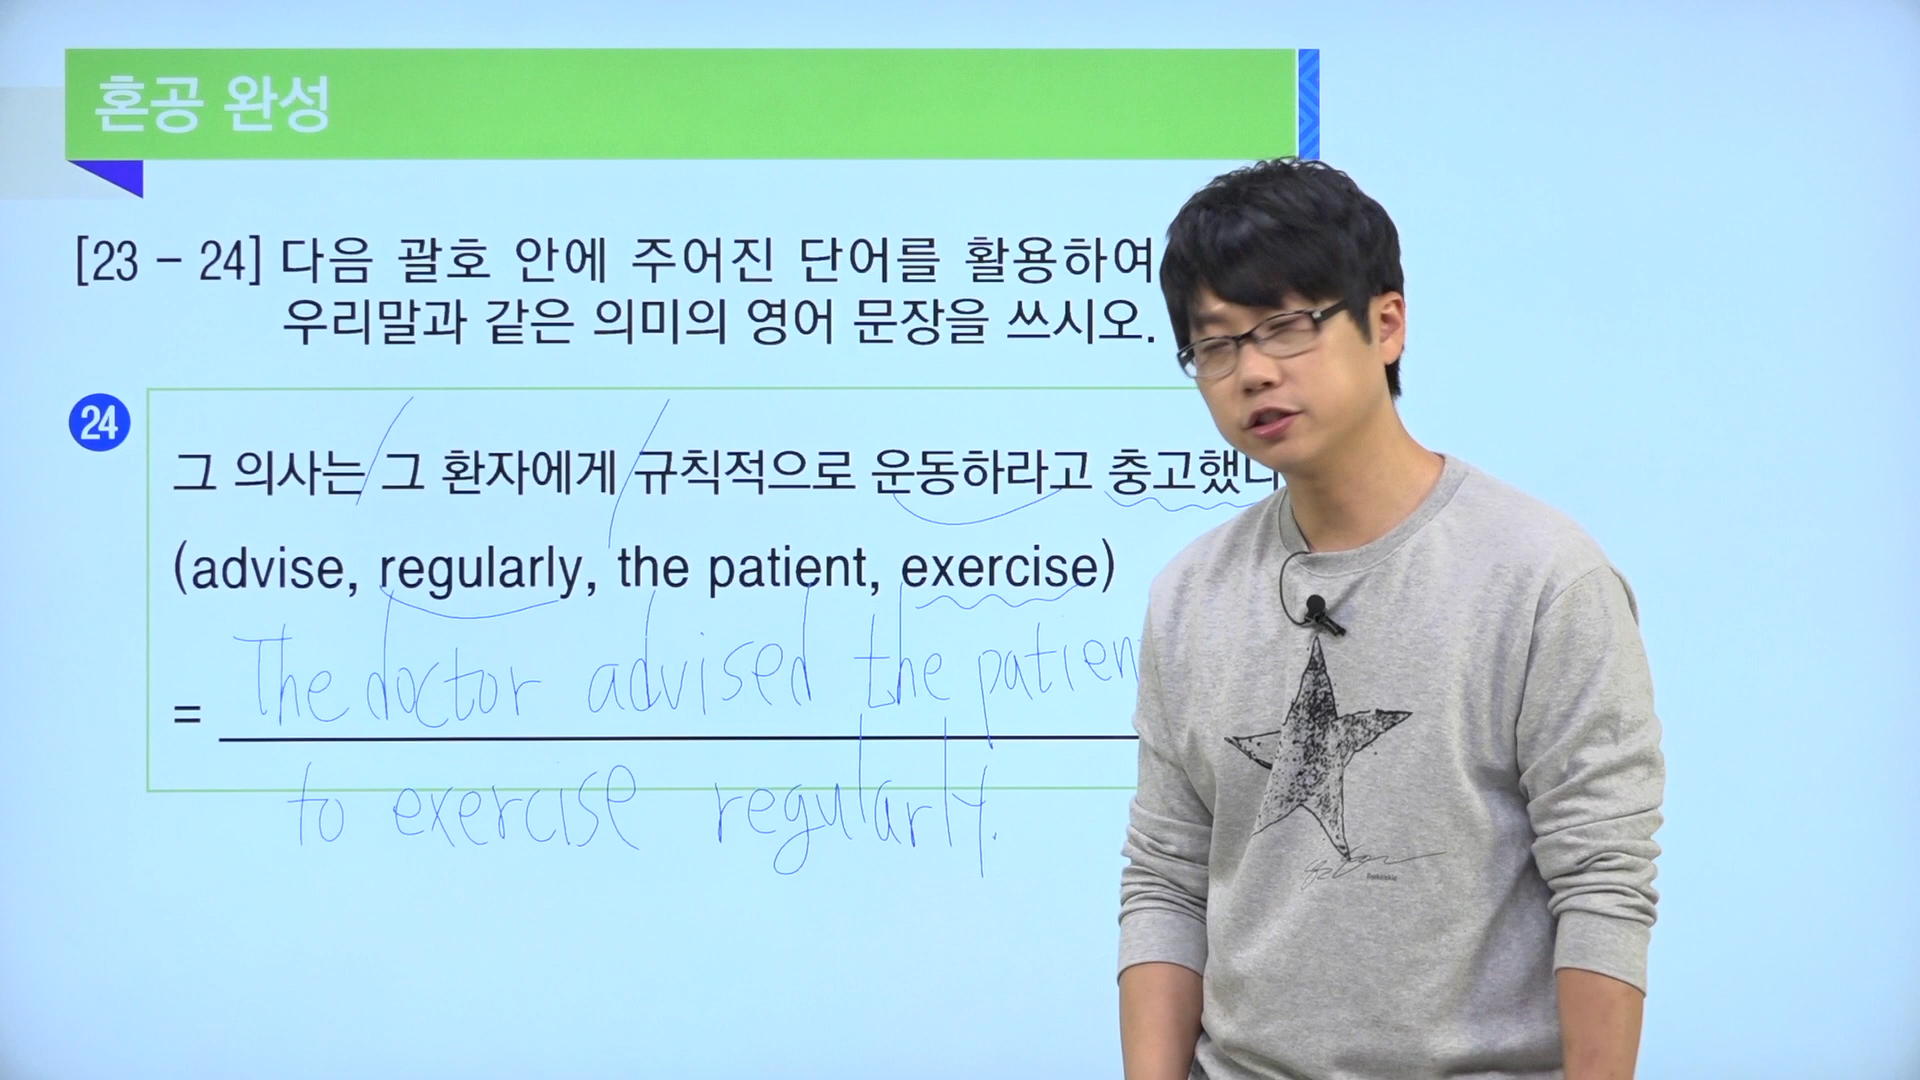 혼공 완성
[23 - 24] 다음 괄호 안에 주어진 단어를 활용하여
우리말과 같은 의미의 영어 문장을 쓰시오.
24
그 의사는 그 환자에게 규칙적으로 운동하라고 충고했
(advise, regularly, the patient, exercise)
The doctor advised the patien
=
to exercise regularly.